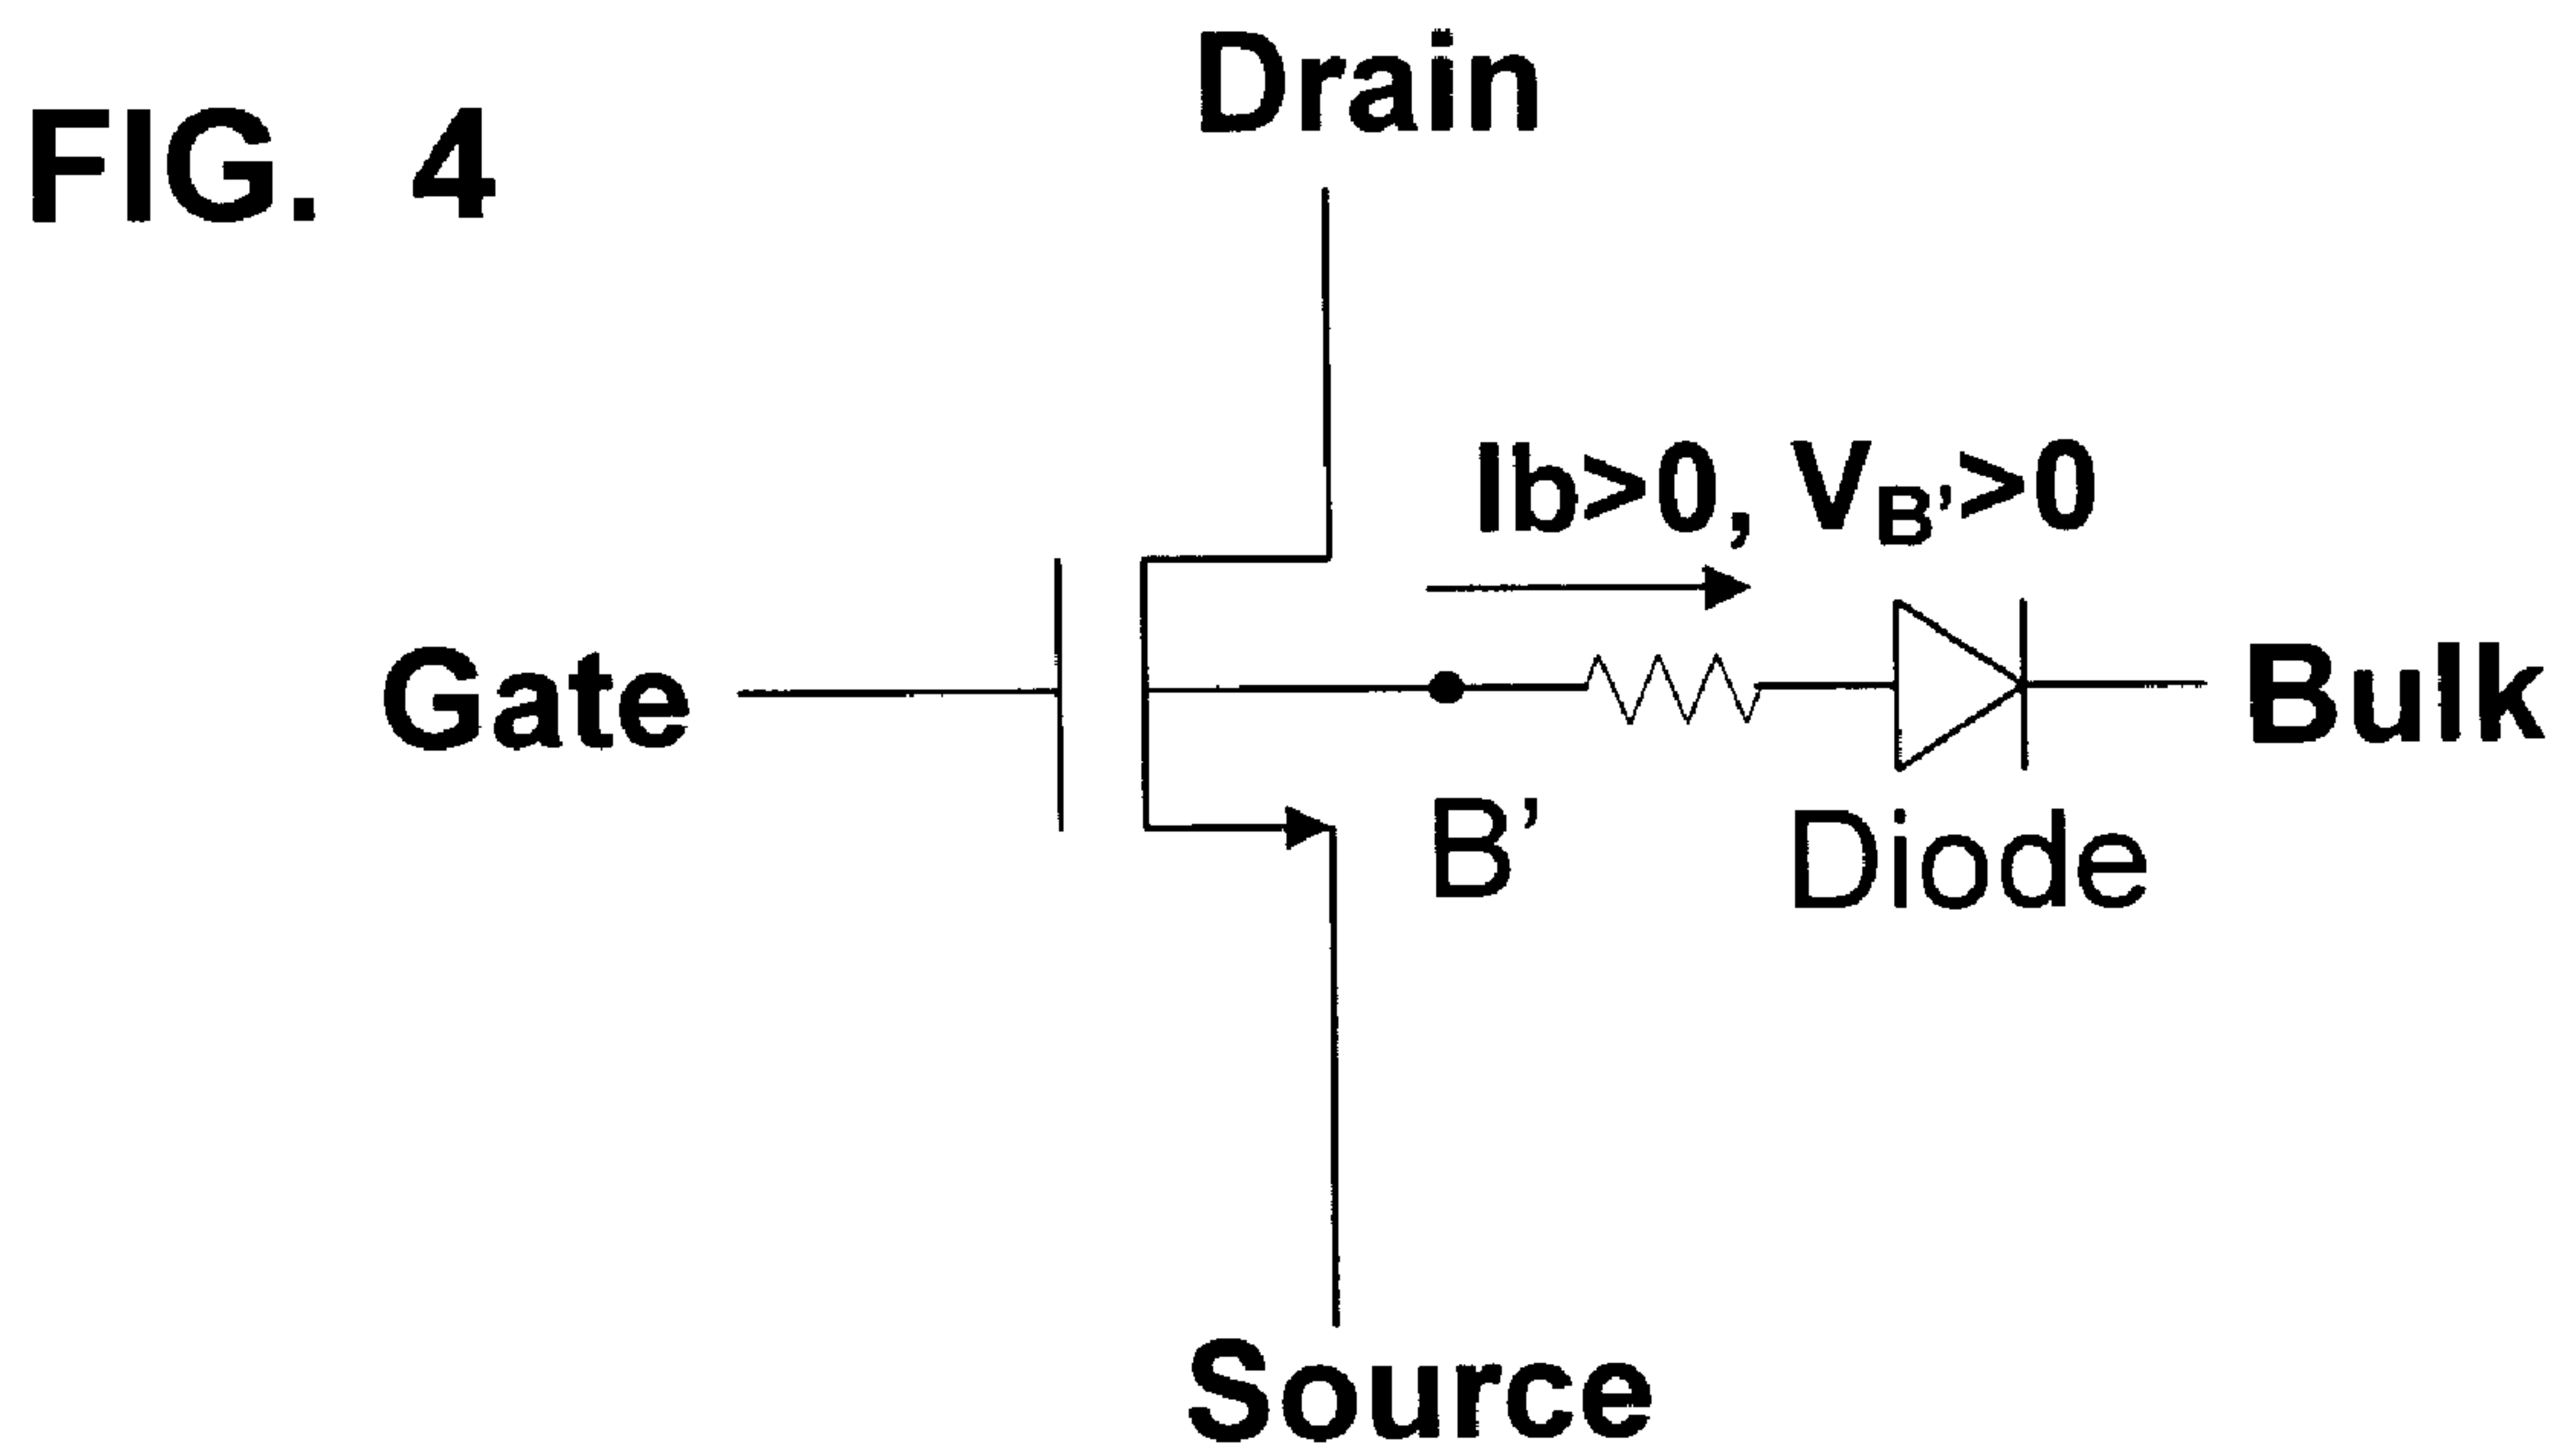 FIG. 4
Drain
Ib>0, VB'>0
Gate
Bulk
B'
Diode
Source